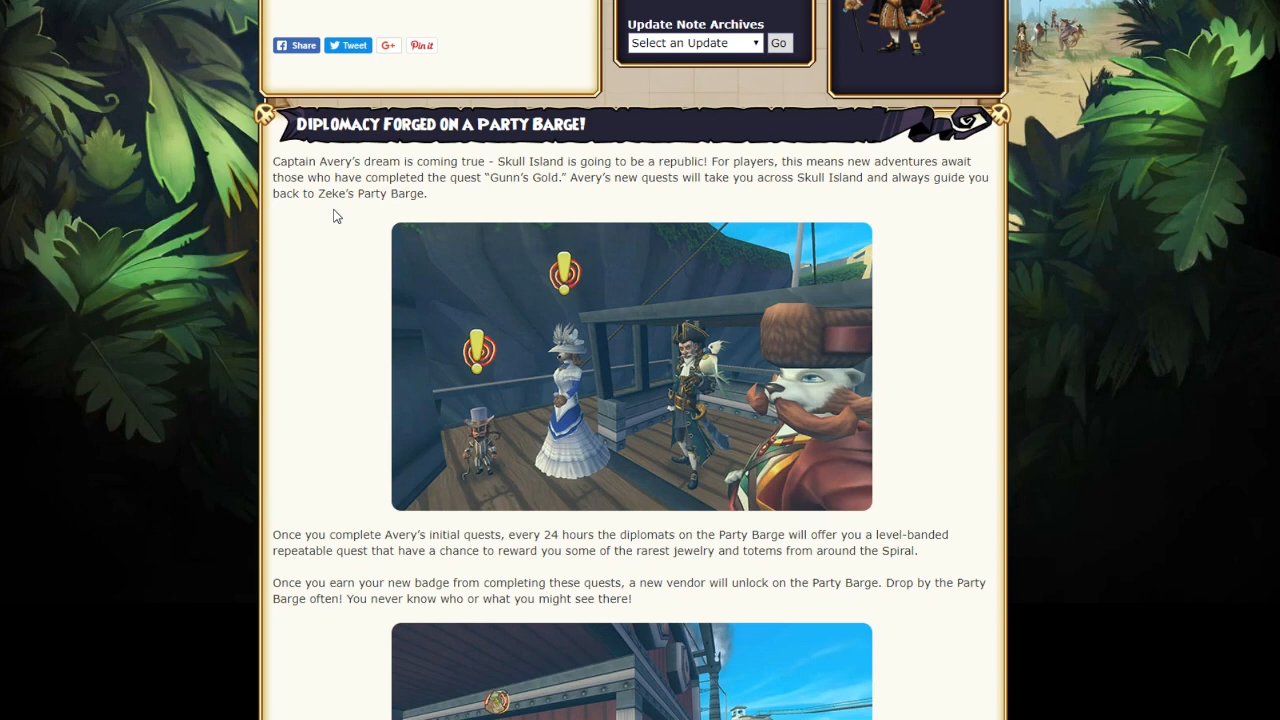 Update Note Archives
Select an Update
Go
Share
Tweet
G+
Pin it
DIPLOMACY FORGED ON A PARTY BARGE!
Captain Avery’s dream is coming true - Skull Island is going to be a republic! For players, this means new adventures await
those who have completed the quest “Gunn’s Gold.” Avery’s new quests will take you across Skull Island and always guide you
back to Zeke’s Party Barge.
Once you complete Avery’s initial quests, every 24 hours the diplomats on the Party Barge will offer you a level-banded
repeatable quest that have a chance to reward you some of the rarest jewelry and totems from around the Spiral.
Once you earn your new badge from completing these quests, a new vendor will unlock on the Party Barge. Drop by the Party
Barge often! You never know who or what you might see there!